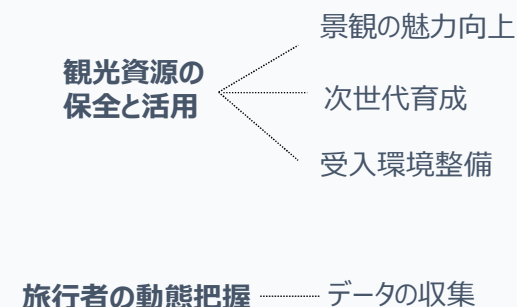 景観の魅力向上
観光資源の
保全と活用
次世代育成
受入環境整備
旅行者の動態把握
データの収集